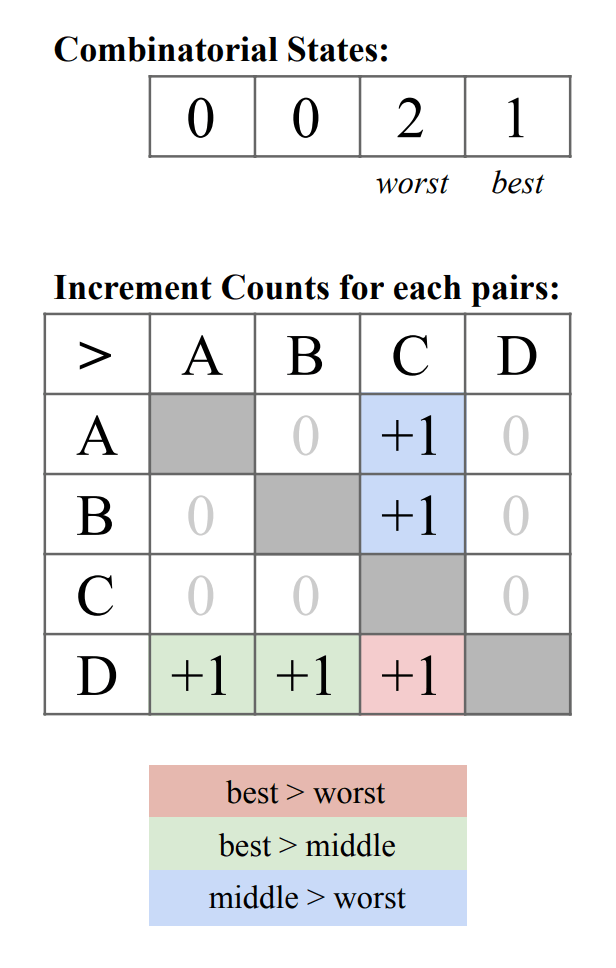 Combinatorial States:
0 0 2 1
worst best
Increment Counts for each pairs:
> A B C D
A 0 +1 0
B 0 +1 0
C 0 0 0
D +1 +1 +1
best > worst
best > middle
middle > worst